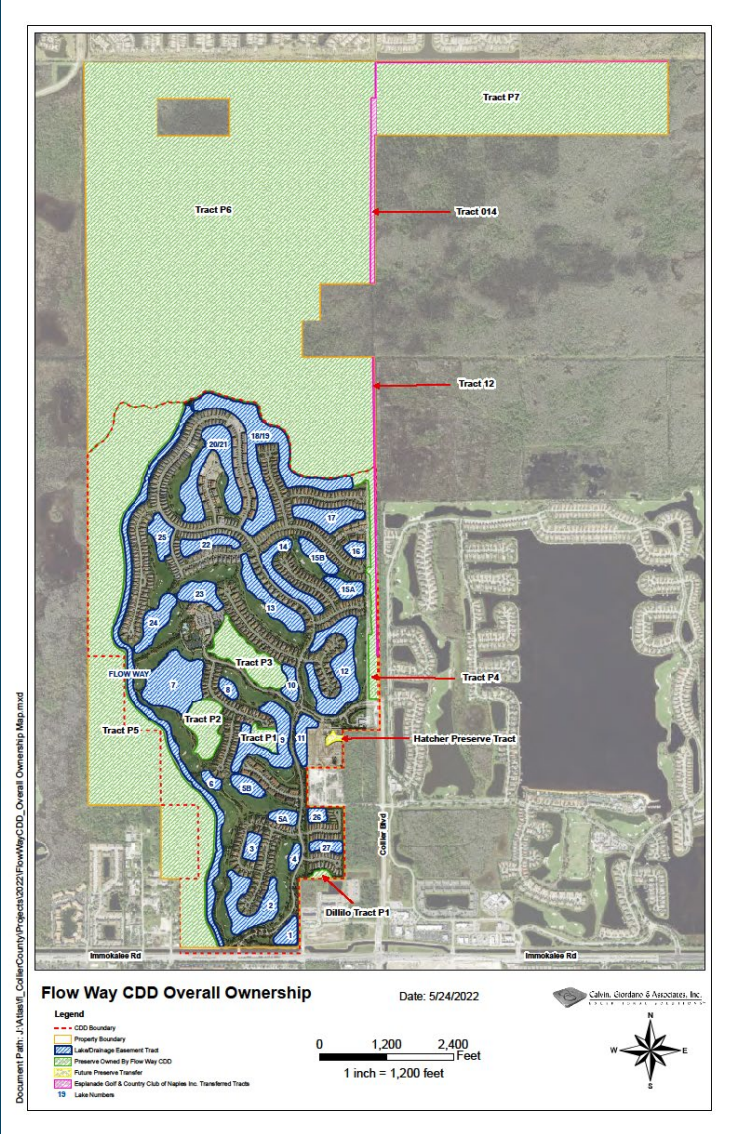 Tract P7
Tract P6
Tract 014
Tract 12
18/19
20/21
17
25
22
14
16
15B
15A
23
13
24
Tract P3
12
FLOW WAY
10
Tract P4
7
8
Tract P2
Tract P5
Tract P1
9
11
Hatcher Preserve Tract
6
5B
5A
26
Collier Blvd
3
27
4
Dillilo Tract P1
2
1
Immokalee Rd
Immokalee Rd
Document Path: J:\Atlas\fl_CollierCounty\Projects\2022\FlowWayCDD_Overall Ownership Map.mxd
Flow Way CDD Overall Ownership
Date: 5/24/2022
Calvin, Giordano & Associates, Inc.
EXCEPTIONAL SOLUTIONS
Legend
CDD Boundary
Property Boundary
Lake/Drainage Easement Tract
Preserve Owned By Flow Way CDD
Future Preserve Transfer
Esplanade Golf & Country Club of Naples Inc. Transferred Tracts
19 Lake Numbers
0 1,200 2,400
Feet
1 inch = 1,200 feet
N
W E
S